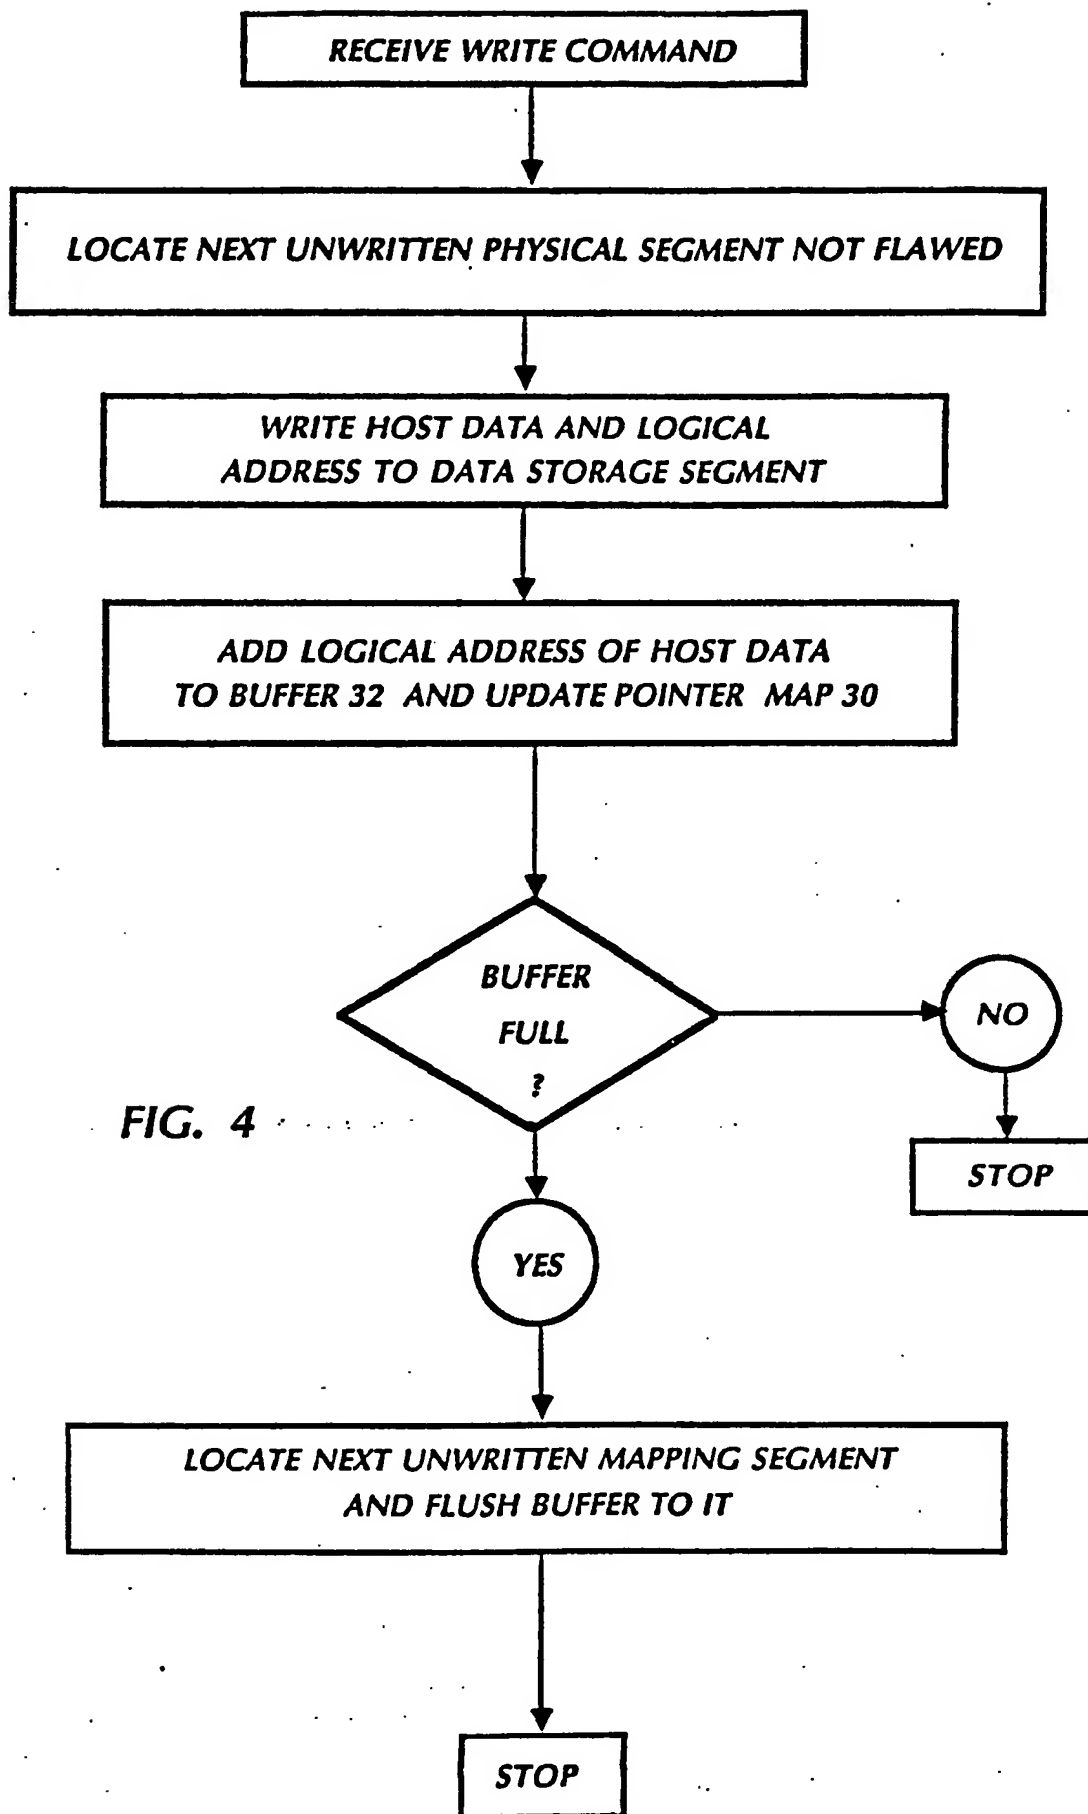 RECEIVE WRITE COMMAND
LOCATE NEXT UNWRITTEN PHYSICAL SEGMENT NOT FLAWED
WRITE HOST DATA AND LOGICAL
ADDRESS TO DATA STORAGE SEGMENT
ADD LOGICAL ADDRESS OF HOST DATA
TO BUFFER 32 AND UPDATE POINTER MAP 30
BUFFER
FULL
?
NO
FIG. 4
STOP
YES
LOCATE NEXT UNWRITTEN MAPPING SEGMENT
AND FLUSH BUFFER TO IT
STOP